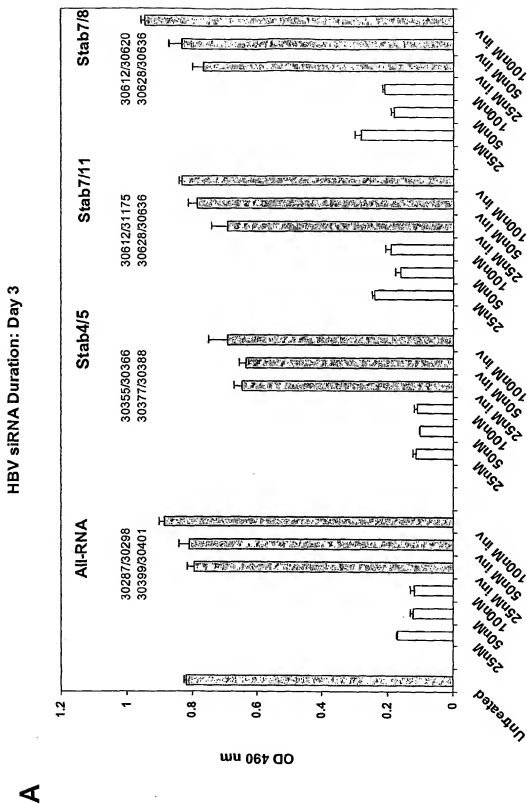 A
HBV siRNA Duration: Day 3
All-RNA
30287/30298
30399/30401
Stab4/5
30355/30366
30377/30388
Stab7/11
30612/31175
30628/30636
Stab7/8
30612/30620
30628/30636
OD 490 nm
1.2
1
0.8
0.6
0.4
0.2
0
Untreated
25nM
50nM
100nM
25nM Inv
50nM Inv
100nM Inv
25nM
50nM
100nM
25nM Inv
50nM Inv
100nM Inv
25nM
50nM
100nM
25nM Inv
50nM Inv
100nM Inv
25nM
50nM
100nM
25nM Inv
50nM Inv
100nM Inv